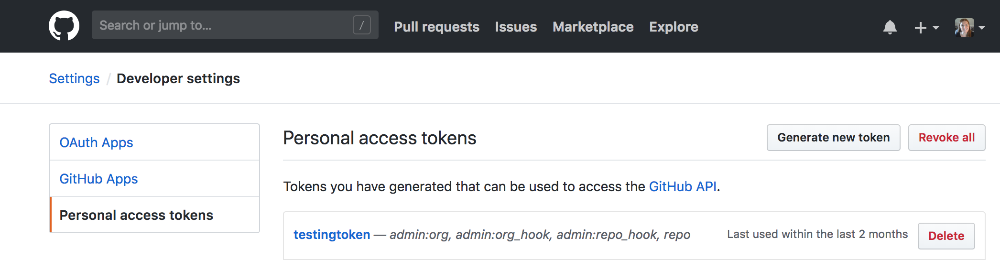 Search or jump to... /
Pull requests Issues Marketplace Explore
Settings / Developer settings
OAuth Apps
GitHub Apps
Personal access tokens
Personal access tokens
Generate new token Revoke all
Tokens you have generated that can be used to access the GitHub API.
testingtoken — admin:org, admin:org_hook, admin:repo_hook, repo
Last used within the last 2 months Delete